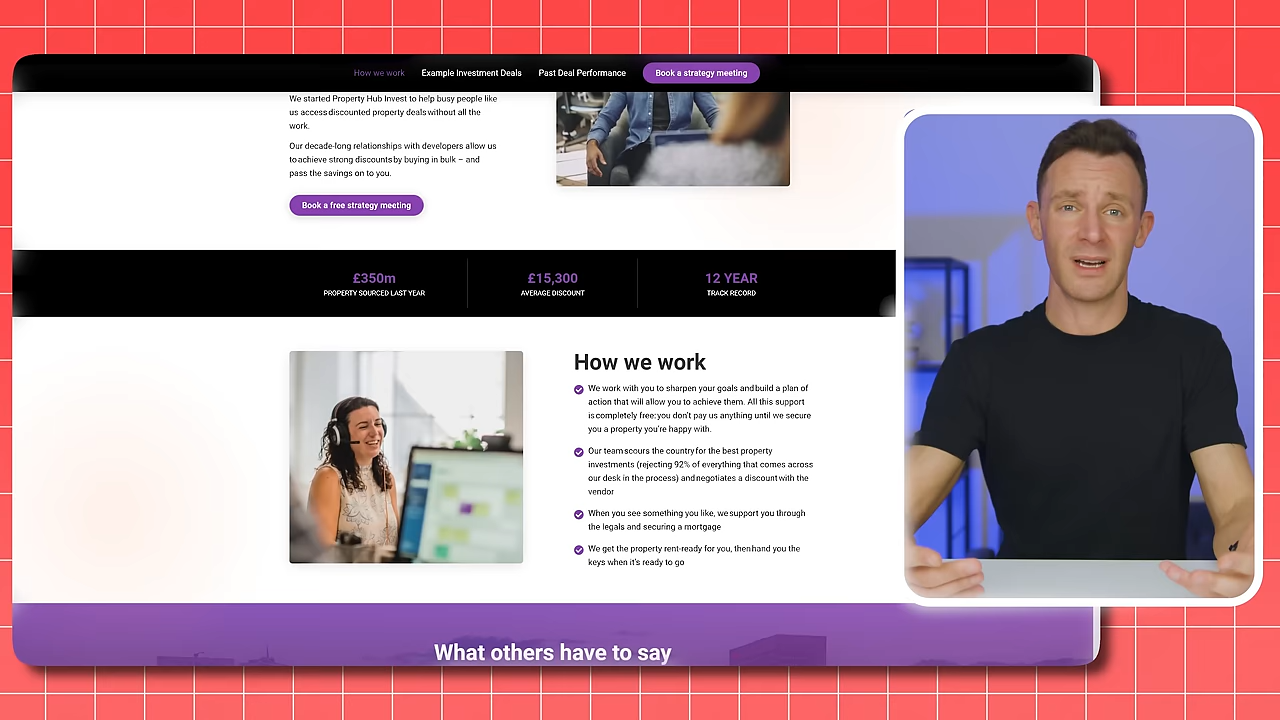 How we work Example Investment Deals Past Deal Performance Book a strategy meeting
We started Property Hub Invest to help busy people like
us access discounted property deals without all the
work.
Our decade-long relationships with developers allow us
to achieve strong discounts by buying in bulk – and
pass the savings on to you.
Book a free strategy meeting
£350m
PROPERTY SOURCED LAST YEAR
£15,300
AVERAGE DISCOUNT
12 YEAR
TRACK RECORD
How we work
We work with you to sharpen your goals and build a plan of
action that will allow you to achieve them. All this support
is completely free: you don't pay us anything until we secure
you a property you're happy with.
Our team scours the country for the best property
investments (rejecting 92% of everything that comes across
our desk in the process) and negotiates a discount with the
vendor
When you see something you like, we support you through
the legals and securing a mortgage
We get the property rent-ready for you, then hand you the
keys when it's ready to go
What others have to say